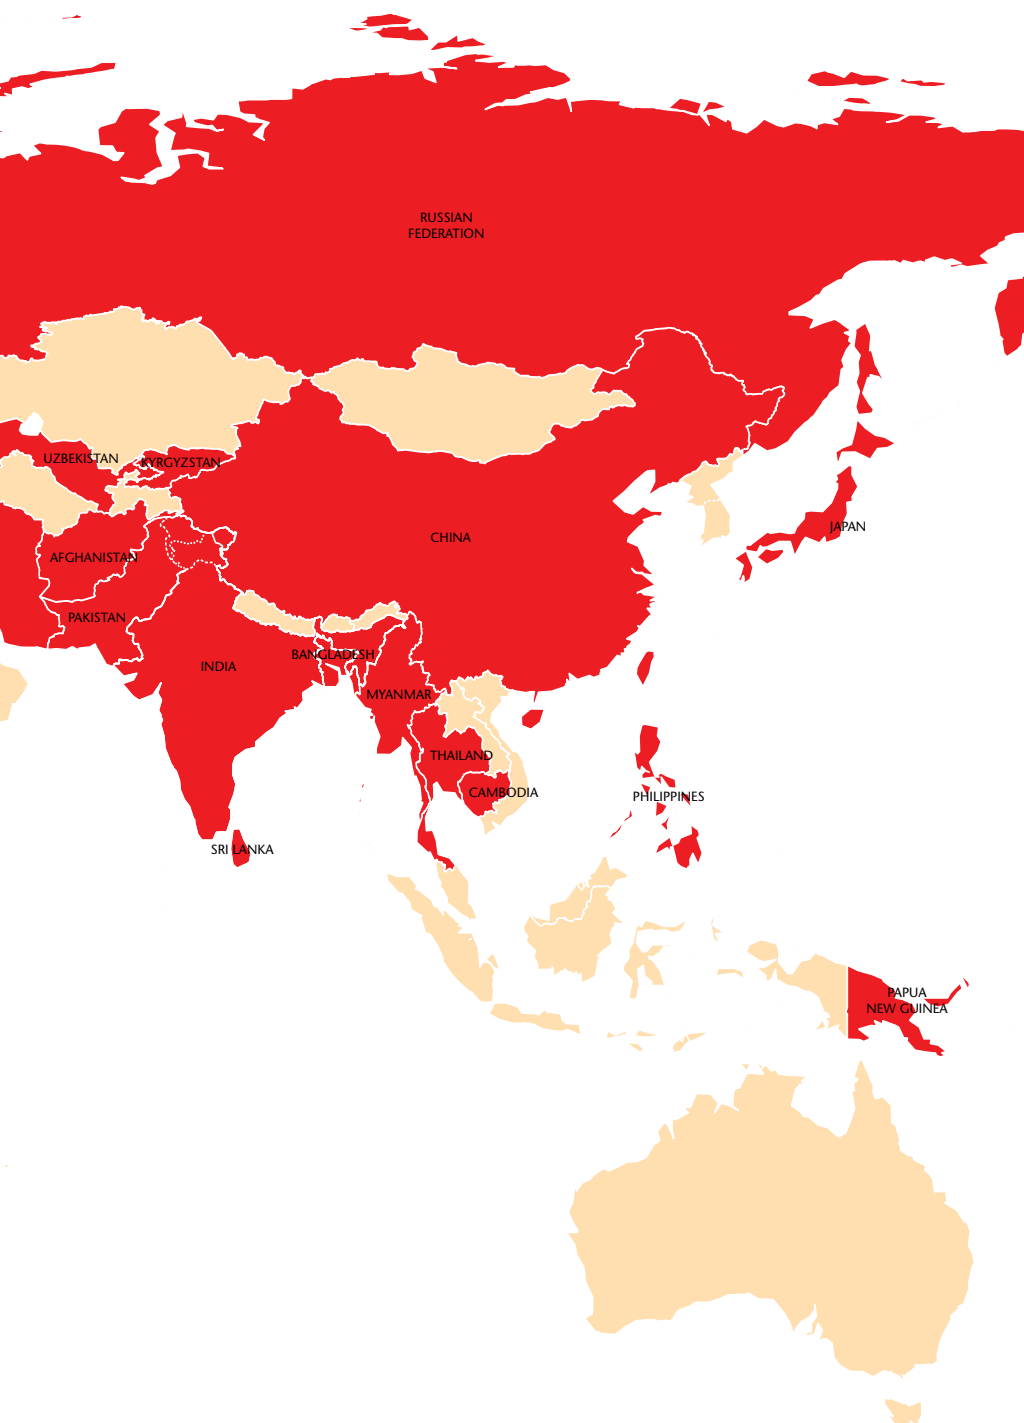 RUSSIAN
FEDERATION
UZBEKISTAN
KYRGYZSTAN
JAPAN
CHINA
AFGHANISTAN
PAKISTAN
BANGLADESH
INDIA
MYANMAR
THAILAND
CAMBODIA
PHILIPPINES
SRI LANKA
PAPUA
NEW GUINEA